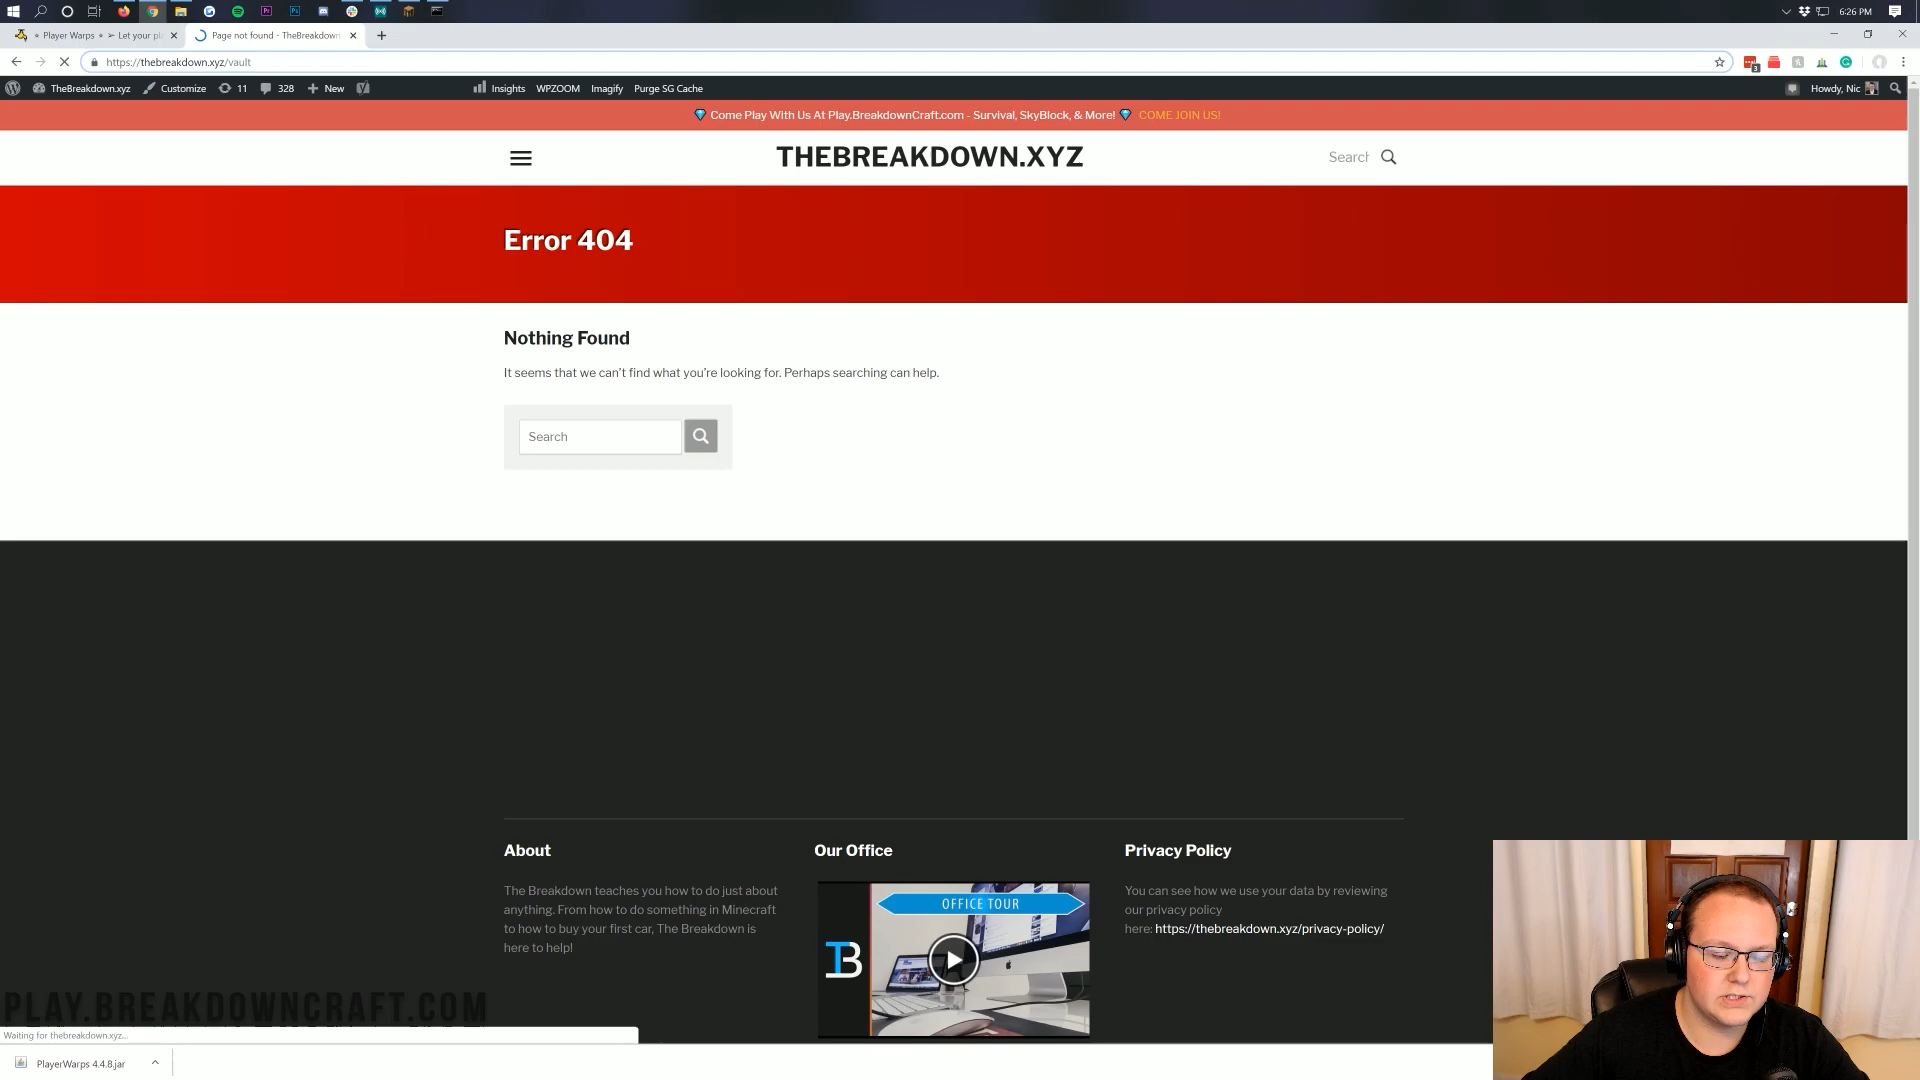 6:26 PM
Player Warps
Let your pl
Page not found - TheBreakdown
https://thebreakdown.xyz/vault
3
TheBreakdown.xyz
Customize
11
328
New
Insights
WPZOOM
Imagify
Purge SG Cache
Howdy, Nic
Come Play With Us At Play.BreakdownCraft.com - Survival, SkyBlock, & More!
COME JOIN US!
THEBREAKDOWN.XYZ
Search
Error 404
Nothing Found
It seems that we can't find what you're looking for. Perhaps searching can help.
Search
About
The Breakdown teaches you how to do just about
anything. From how to do something in Minecraft
to how to buy your first car, The Breakdown is
here to help!
Our Office
OFFICE TOUR
TB
Privacy Policy
You can see how we use your data by reviewing
our privacy policy
here: https://thebreakdown.xyz/privacy-policy/
PLAY.BREAKDOWNCRAFT.COM
Waiting for thebreakdown.xyz...
PlayerWarps 4.4.8.jar